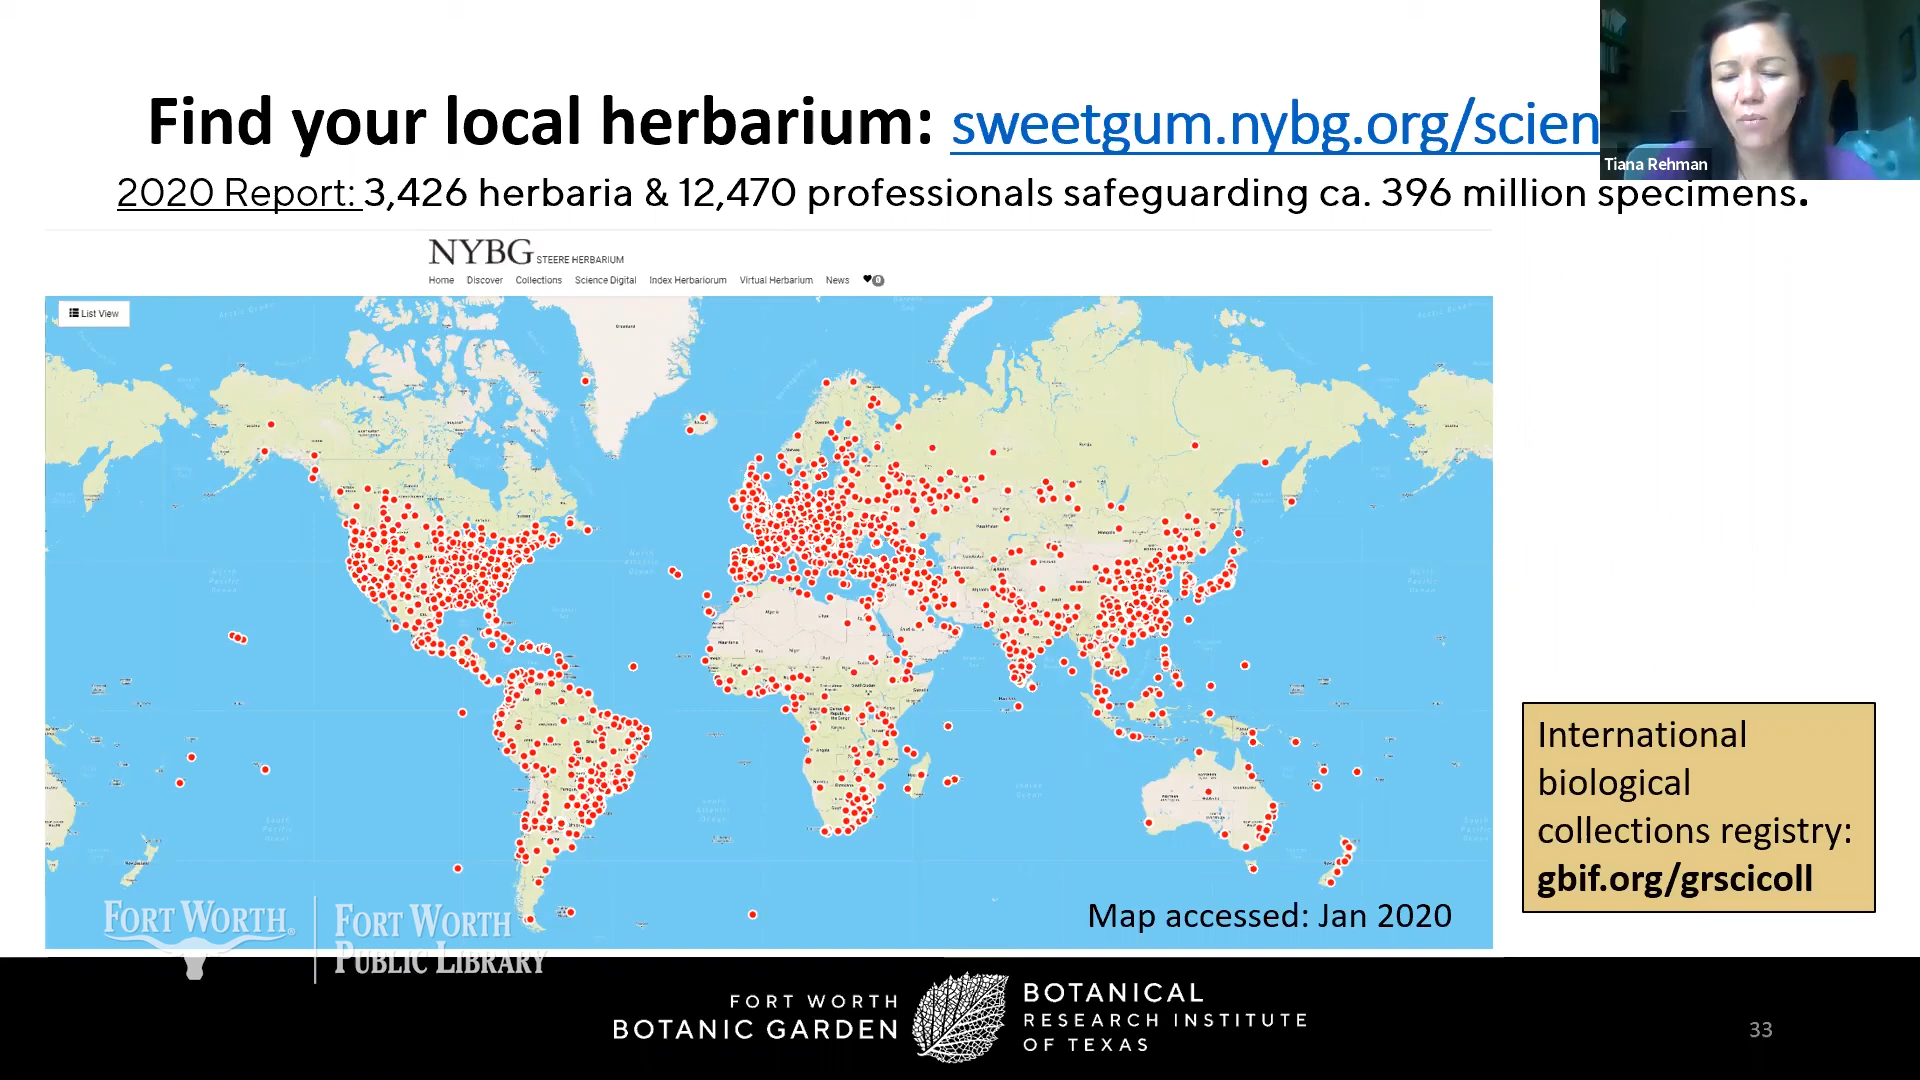 Find your local herbarium: sweetgum.nybg.org/scien
Tiana Rehman
2020 Report: 3,426 herbaria & 12,470 professionals safeguarding ca. 396 million specimens.
NYBG STEERE HERBARIUM
Home Discover Collections Science Digital Index Herbariorum Virtual Herbarium News 0
List View
International
biological
collections registry:
gbif.org/grscicoll
Map accessed: Jan 2020
FORT WORTH® FORT WORTH
PUBLIC LIBRARY
FORT WORTH
BOTANIC GARDEN
BOTANICAL
RESEARCH INSTITUTE
OF TEXAS
33